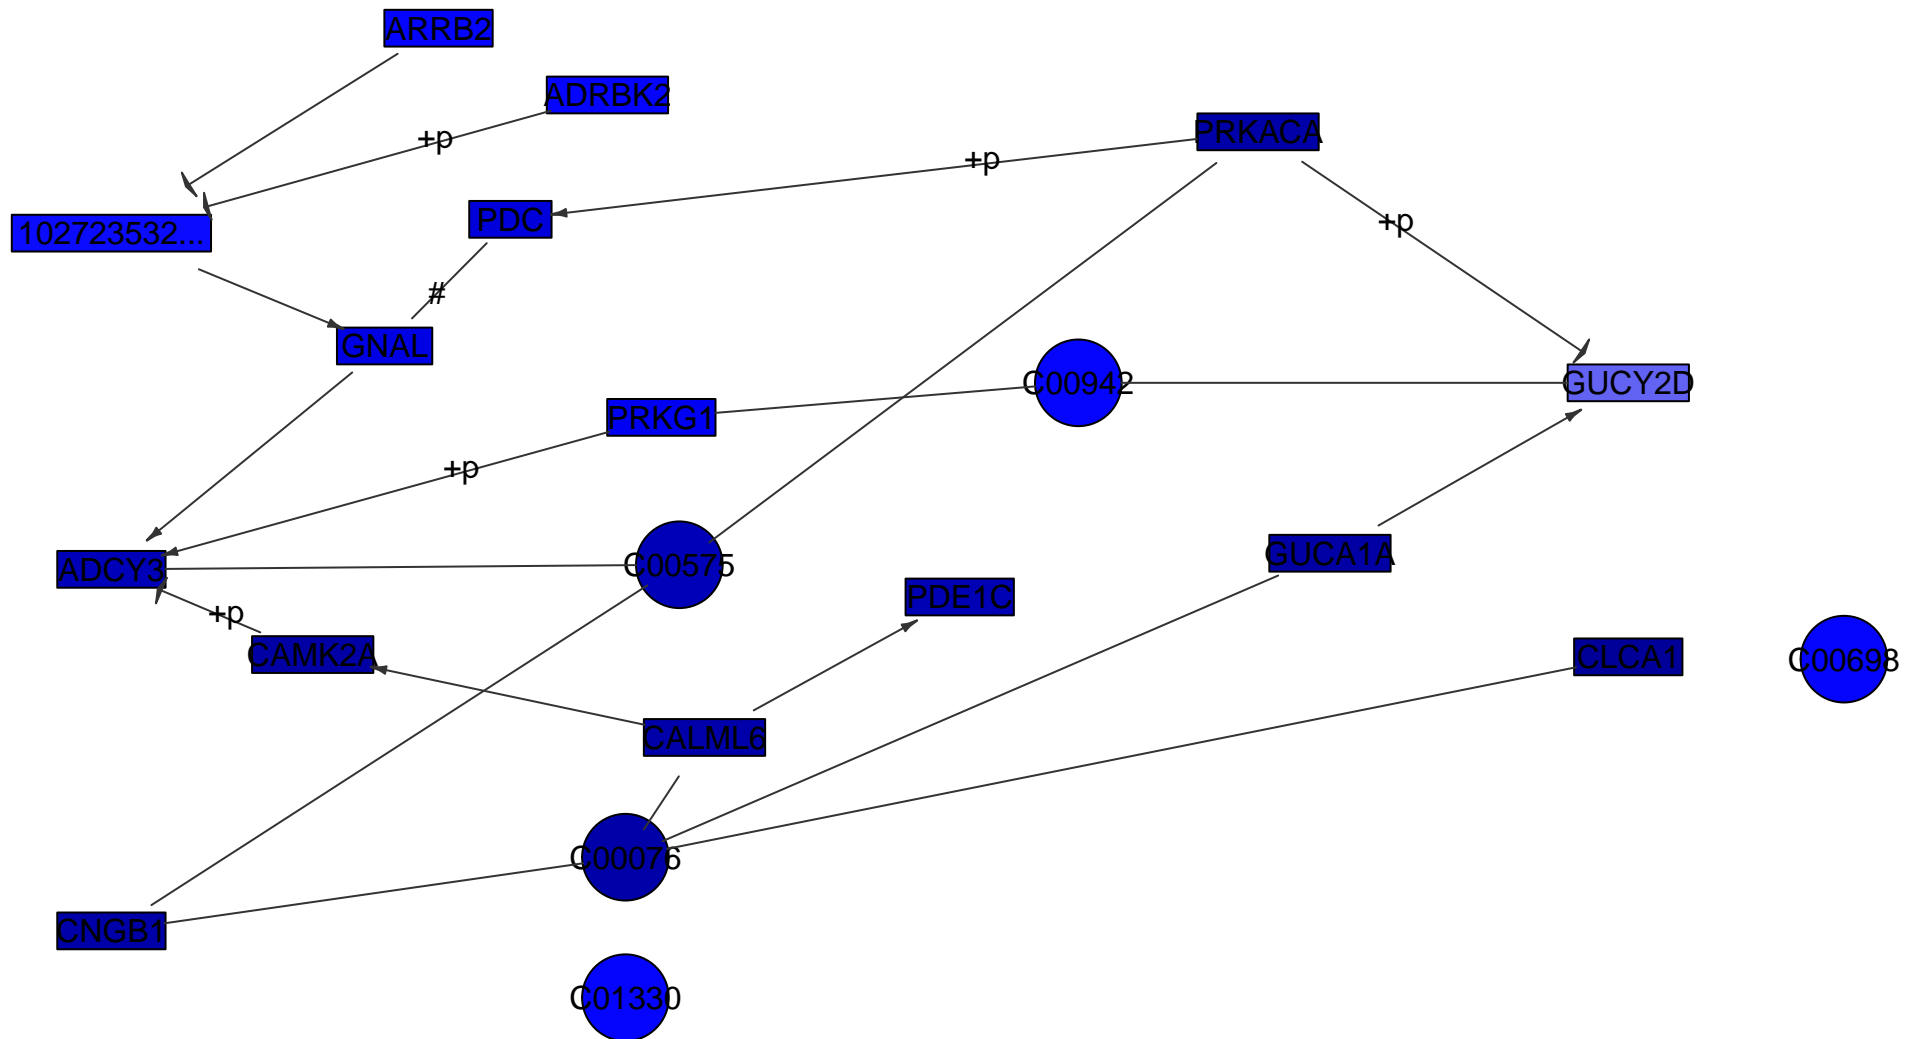 ARRB2
ADRBK2
PRKACA
+p
+p
102723532...
PDC
+p
#
GNAL
C00942
GUCY2D
PRKG1
+p
ADCY3
C00575
GUCA1A
PDE1C
+p
CAMK2A
CLCA1
C00698
CALML6
C00076
CNGB1
C01330